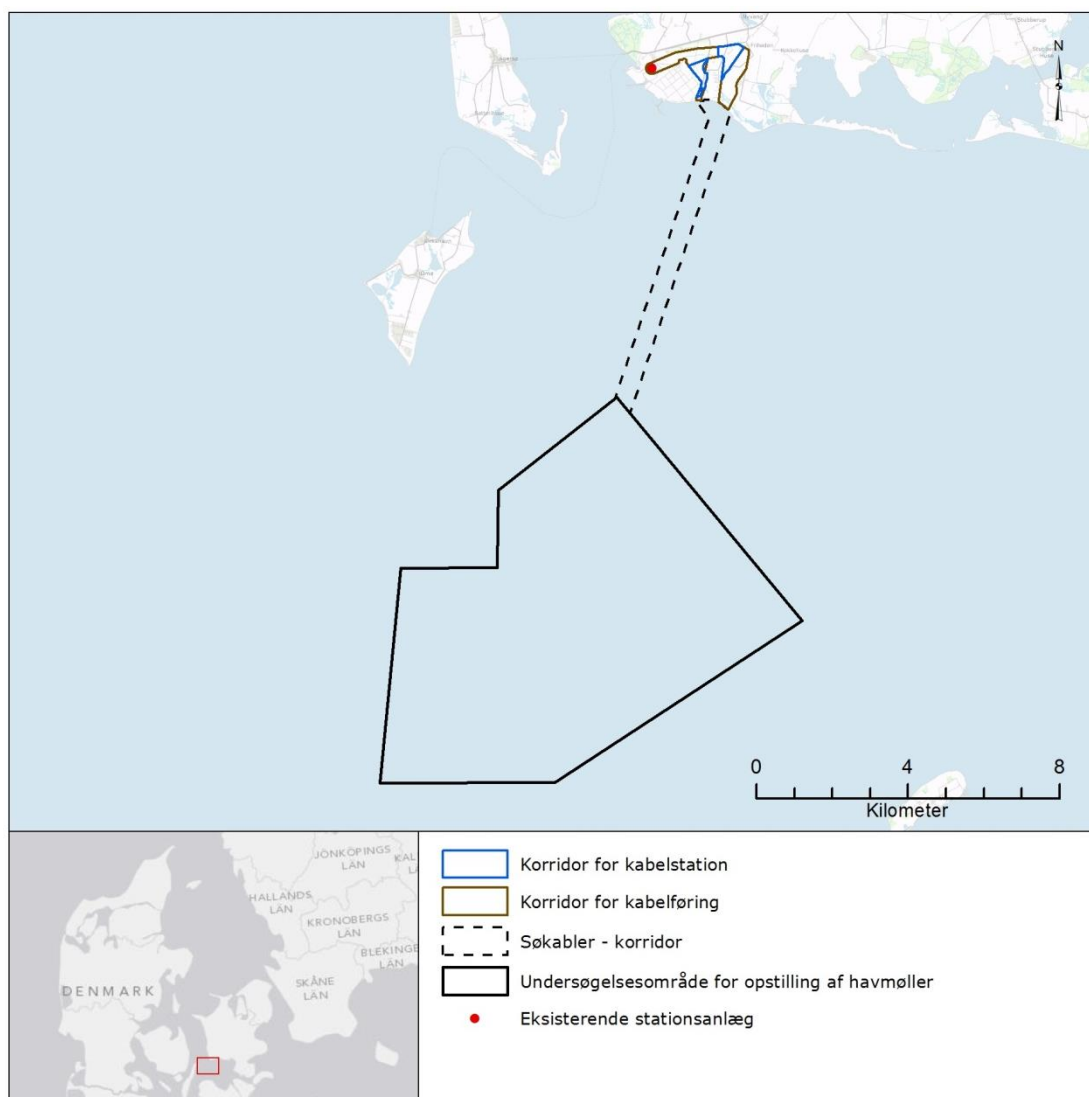 N
0
4
8
Kilometer
JÖNKÖPINGS
LÄN
HALLANDS
LÄN
KRONOBERGS
LÄN
BLEKINGE
LÄN
SKÅNE
LÄN
DENMARK
Korridor for kabelstation
Korridor for kabelføring
Søkabler - korridor
Undersøgelsesområde for opstilling af havmøller
Eksisterende stationsanlæg